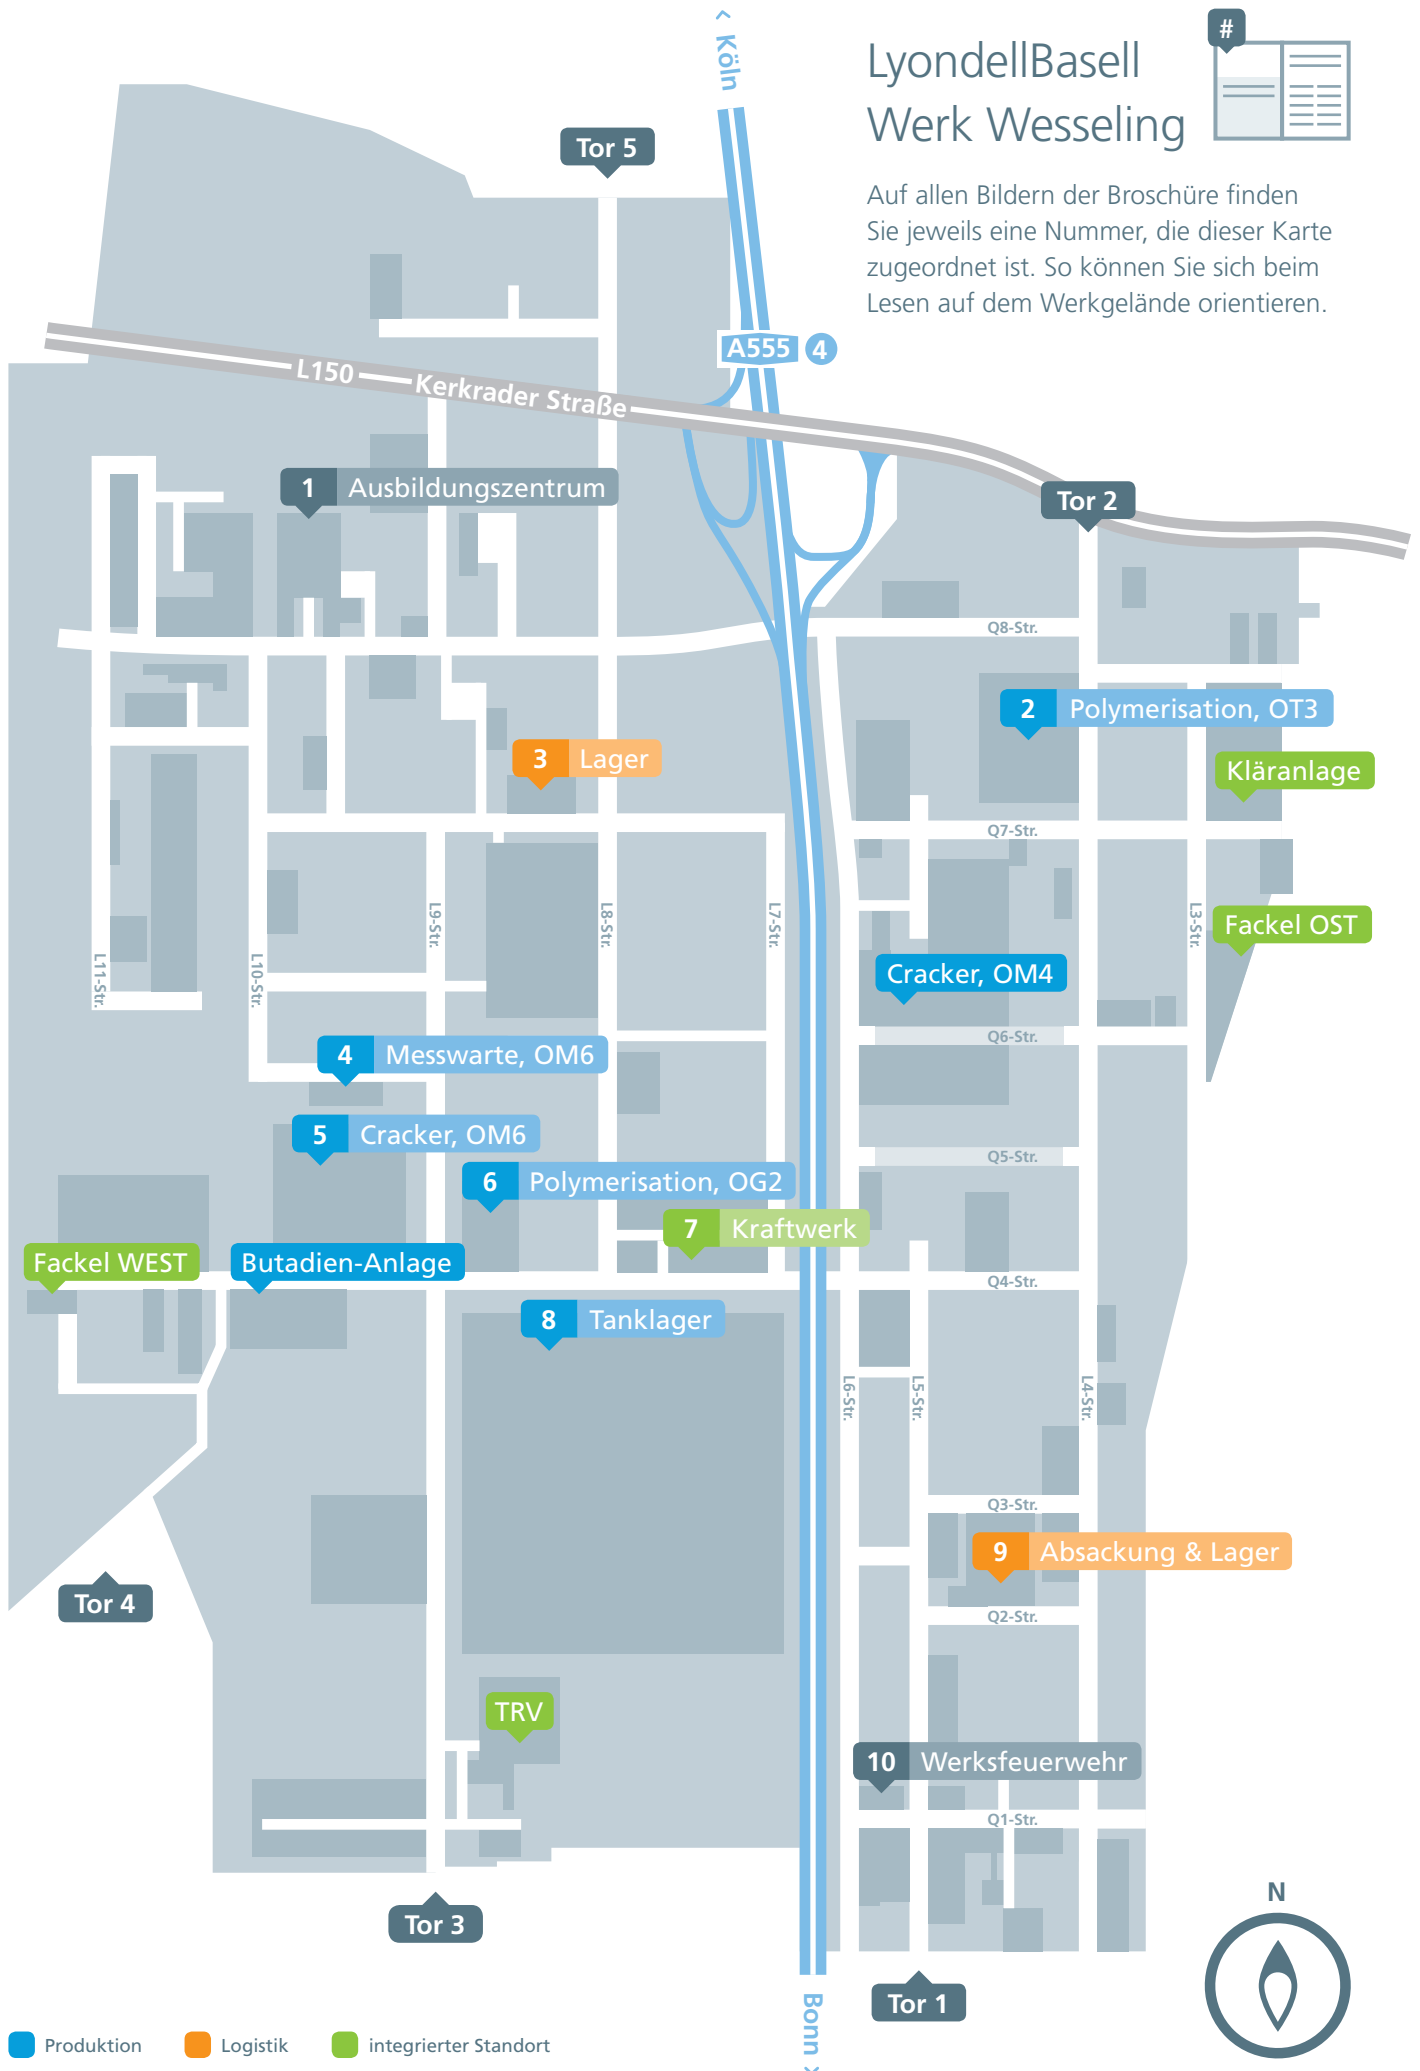 < Köln
#
LyondellBasell
Werk Wesseling
Auf allen Bildern der Broschüre finden
Sie jeweils eine Nummer, die dieser Karte
zugeordnet ist. So können Sie sich beim
Lesen auf dem Werkgelände orientieren.
Tor 5
A555 4
L150
Kerkrader Straße
1 Ausbildungszentrum
Tor 2
Q8-Str.
2 Polymerisation, OT3
3 Lager
Kläranlage
Q7-Str.
L11-Str.
L10-Str.
L9-Str.
L8-Str.
L7-Str.
L3-Str.
Fackel OST
Cracker, OM4
Q6-Str.
4 Messwarte, OM6
5 Cracker, OM6
Q5-Str.
6 Polymerisation, OG2
7 Kraftwerk
Fackel WEST
Butadien-Anlage
Q4-Str.
8 Tanklager
L6-Str.
L5-Str.
L4-Str.
Q3-Str.
9 Absackung & Lager
Tor 4
Q2-Str.
TRV
10 Werksfeuerwehr
Q1-Str.
N
Tor 3
Tor 1
Bonn >
Produktion
Logistik
integrierter Standort